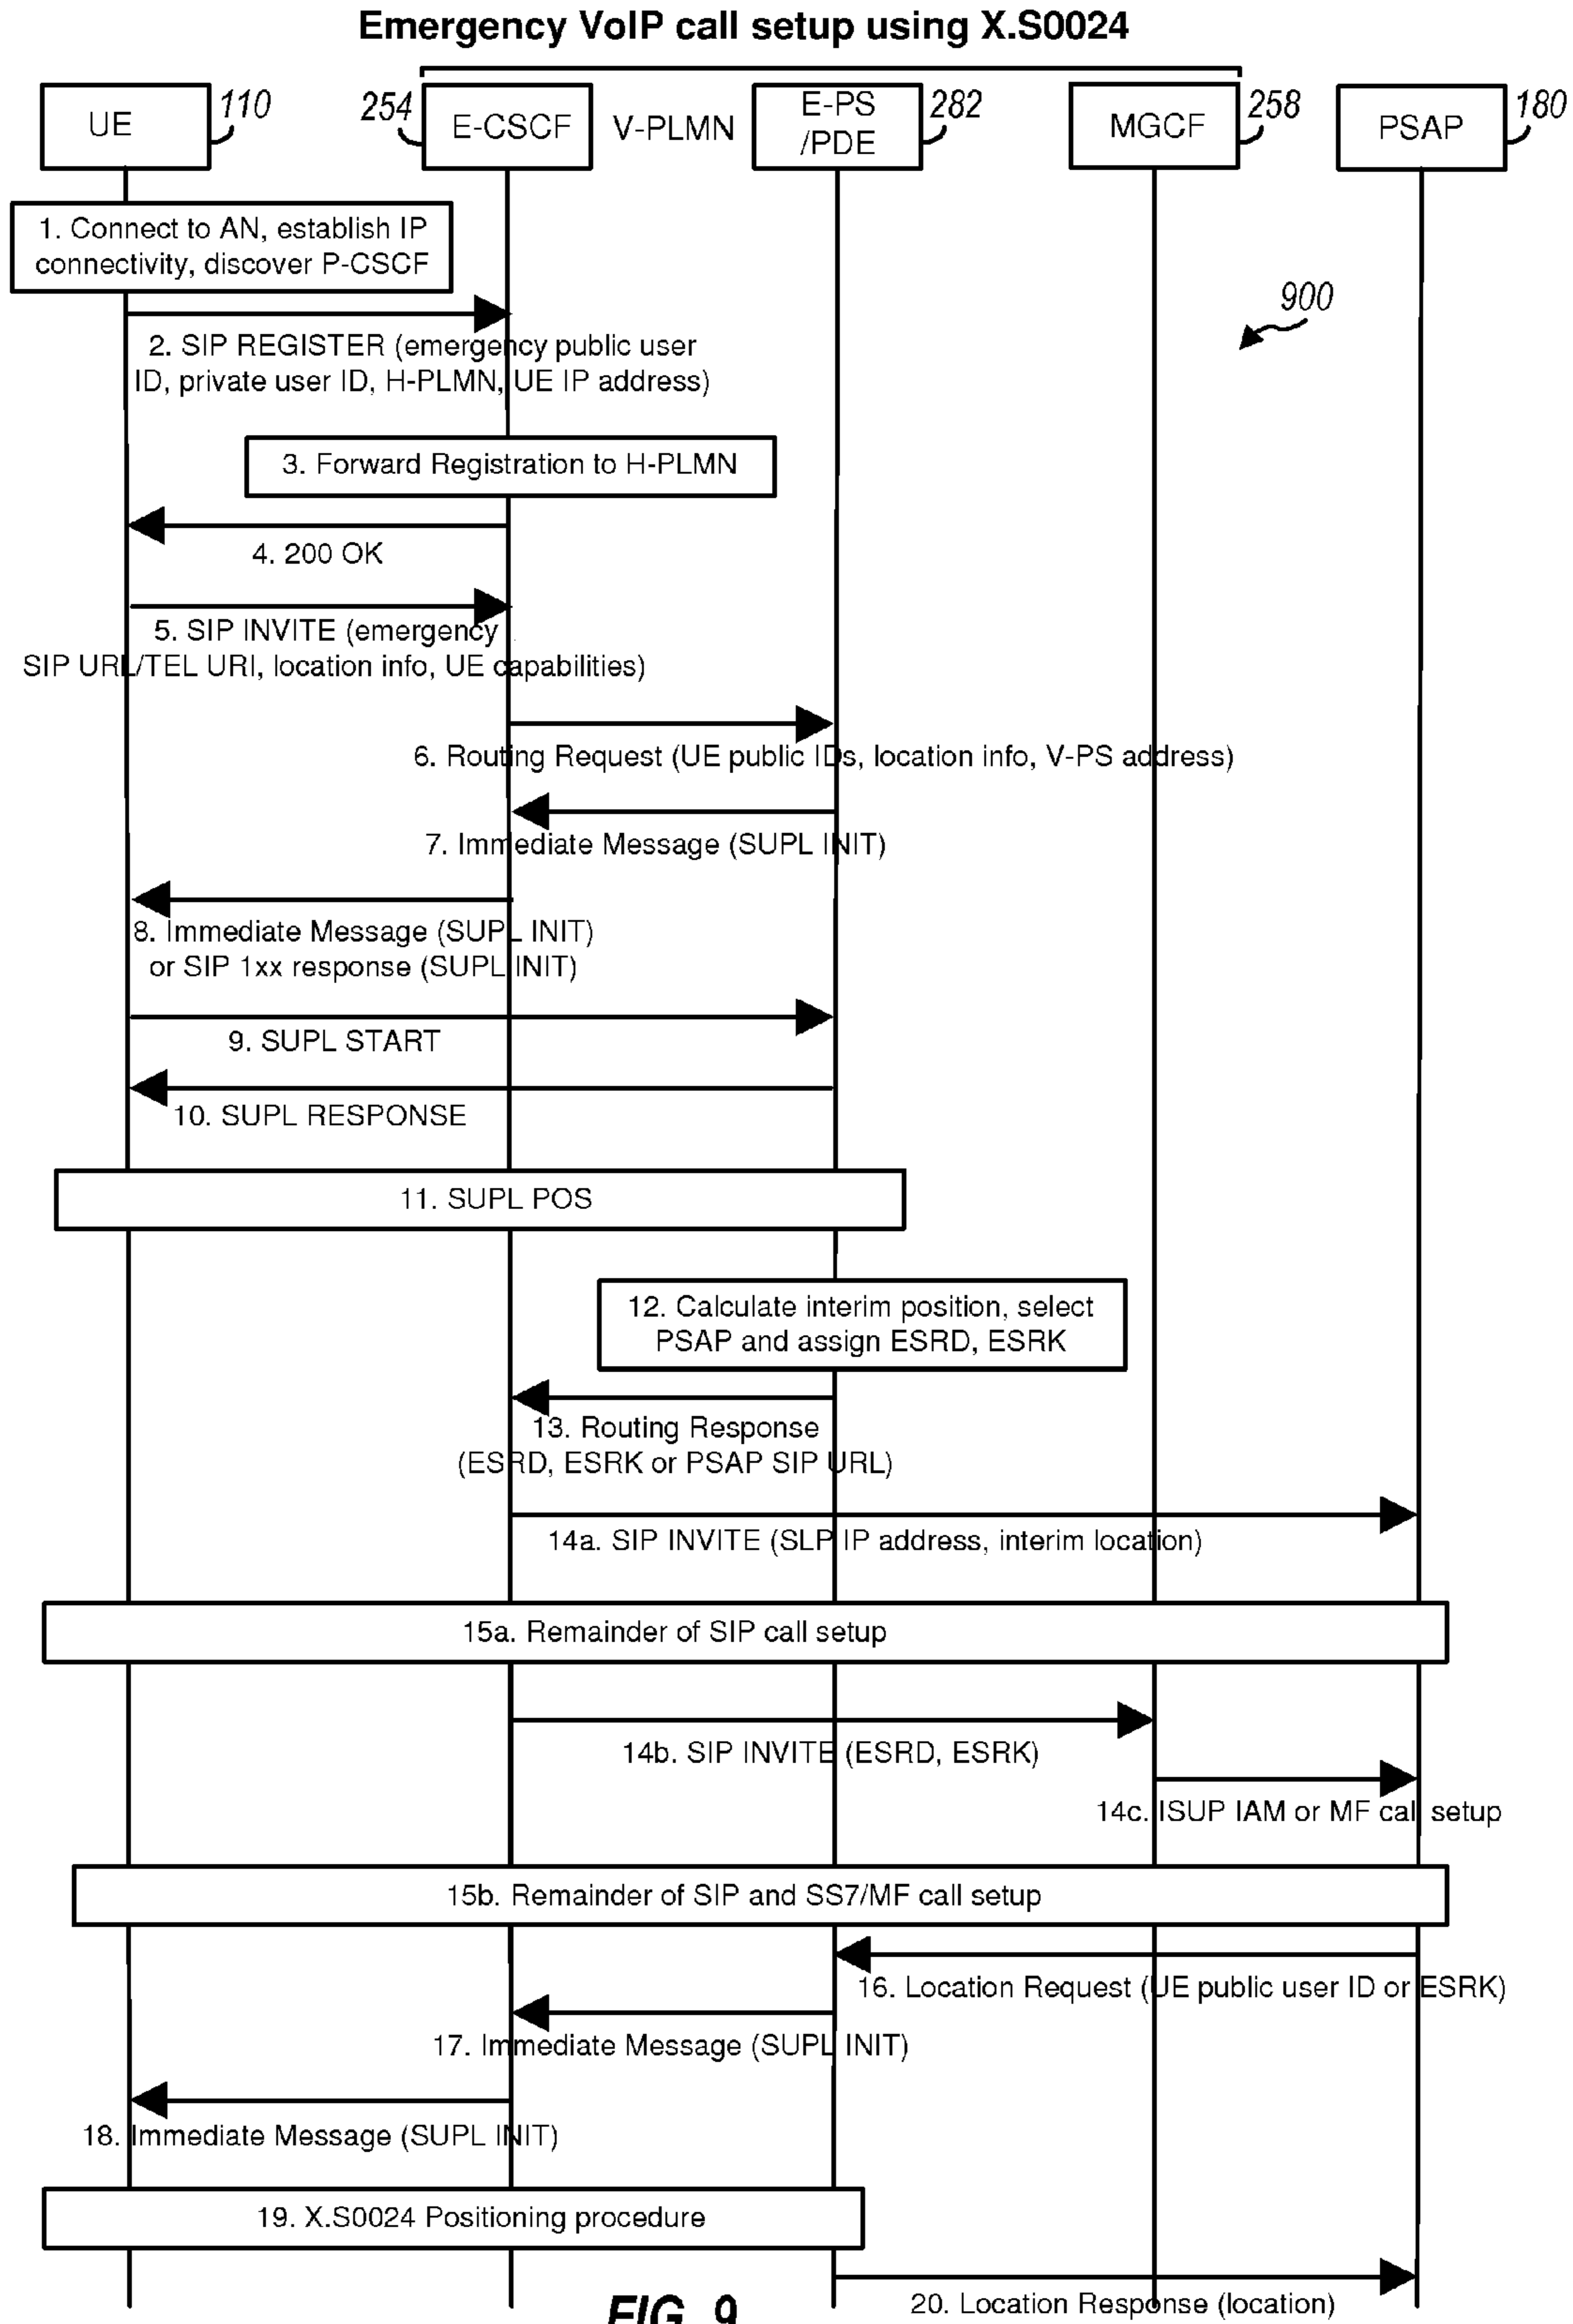 Emergency VoIP call setup using X.S0024
UE
110
254
E-CSCF
V-PLMN
E-PS
/PDE
282
MGCF
258
PSAP
180
1. Connect to AN, establish IP
connectivity, discover P-CSCF
900
2. SIP REGISTER (emergency public user
ID, private user ID, H-PLMN, UE IP address)
3. Forward Registration to H-PLMN
4. 200 OK
5. SIP INVITE (emergency
SIP URL/TEL URI, location info, UE capabilities)
6. Routing Request (UE public IDs, location info, V-PS address)
7. Immediate Message (SUPL INIT)
8. Immediate Message (SUPL INIT)
or SIP 1xx response (SUPL INIT)
9. SUPL START
10. SUPL RESPONSE
11. SUPL POS
12. Calculate interim position, select
PSAP and assign ESRD, ESRK
13. Routing Response
(ESRD, ESRK or PSAP SIP URL)
14a. SIP INVITE (SLP IP address, interim location)
15a. Remainder of SIP call setup
14b. SIP INVITE (ESRD, ESRK)
14c. ISUP IAM or MF call setup
15b. Remainder of SIP and SS7/MF call setup
16. Location Request (UE public user ID or ESRK)
17. Immediate Message (SUPL INIT)
18. Immediate Message (SUPL INIT)
19. X.S0024 Positioning procedure
20. Location Response (location)
FIG. 9